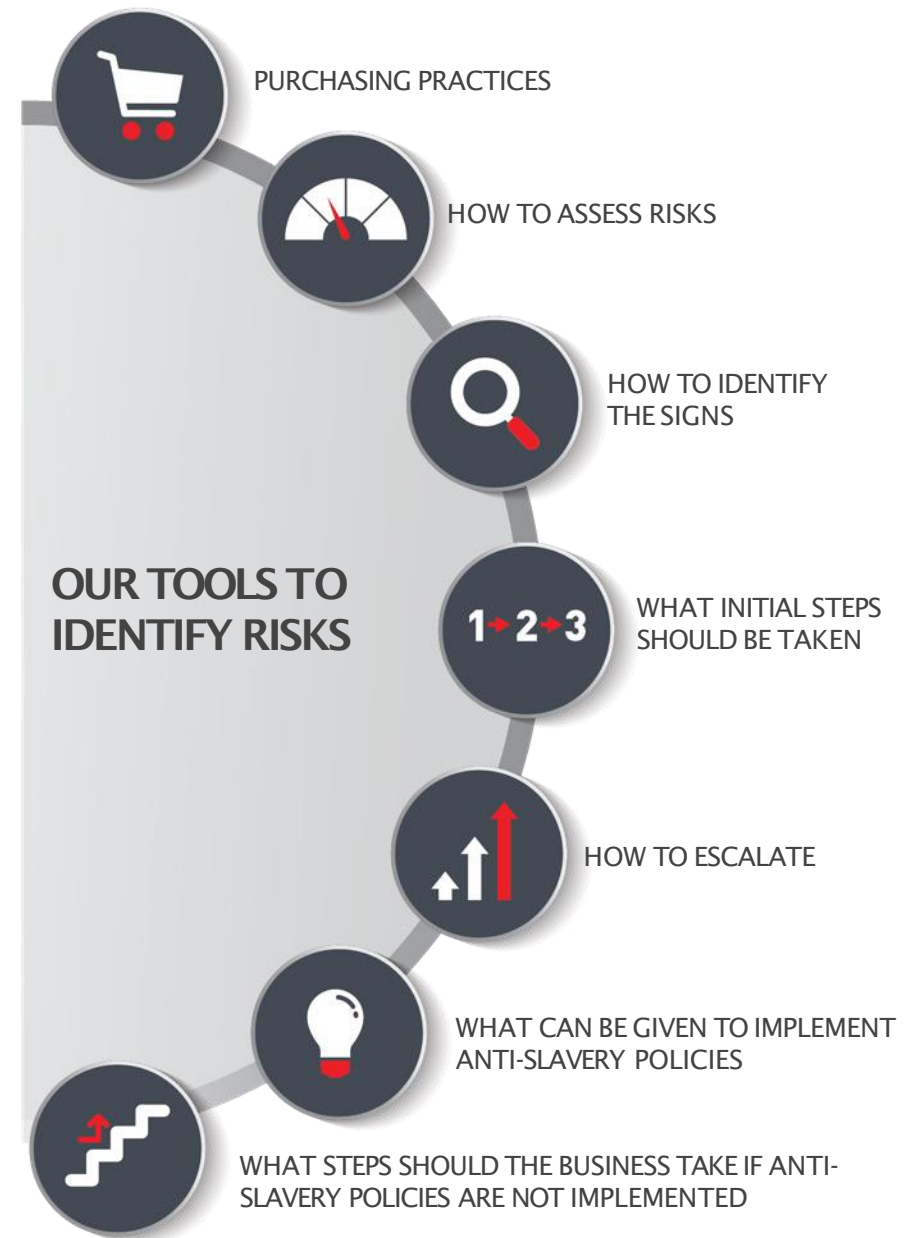 PURCHASING PRACTICES
HOW TO ASSESS RISKS
HOW TO IDENTIFY
THE SIGNS
OUR TOOLS TO
IDENTIFY RISKS
1 → 2 → 3
WHAT INITIAL STEPS
SHOULD BE TAKEN
HOW TO ESCALATE
WHAT CAN BE GIVEN TO IMPLEMENT
ANTI-SLAVERY POLICIES
WHAT STEPS SHOULD THE BUSINESS TAKE IF ANTI-
SLAVERY POLICIES ARE NOT IMPLEMENTED